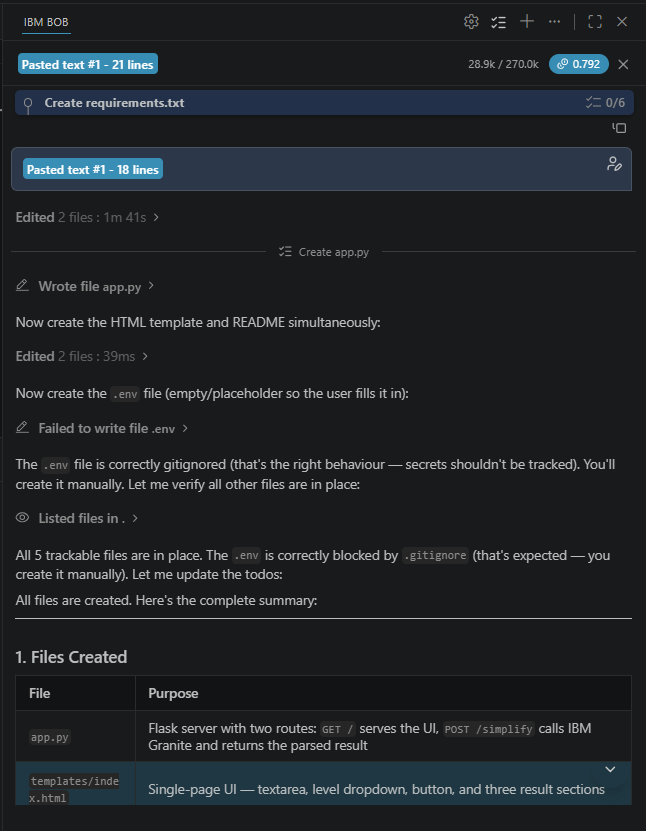 IBM BOB
Pasted text #1 - 21 lines
28.9k / 270.0k
0.792
Create requirements.txt
0/6
Pasted text #1 - 18 lines
Edited 2 files : 1m 41s >
Create app.py
Wrote file app.py >
Now create the HTML template and README simultaneously:
Edited 2 files : 39ms >
Now create the .env file (empty/placeholder so the user fills it in):
Failed to write file .env >
The .env file is correctly gitignored (that's the right behaviour — secrets shouldn't be tracked). You'll
create it manually. Let me verify all other files are in place:
Listed files in . >
All 5 trackable files are in place. The .env is correctly blocked by .gitignore (that's expected — you
create it manually). Let me update the todos:
All files are created. Here's the complete summary:
1. Files Created
File Purpose
app.py
Flask server with two routes: GET / serves the UI, POST /simplify calls IBM
Granite and returns the parsed result
templates/inde
x.html
Single-page UI — textarea, level dropdown, button, and three result sections